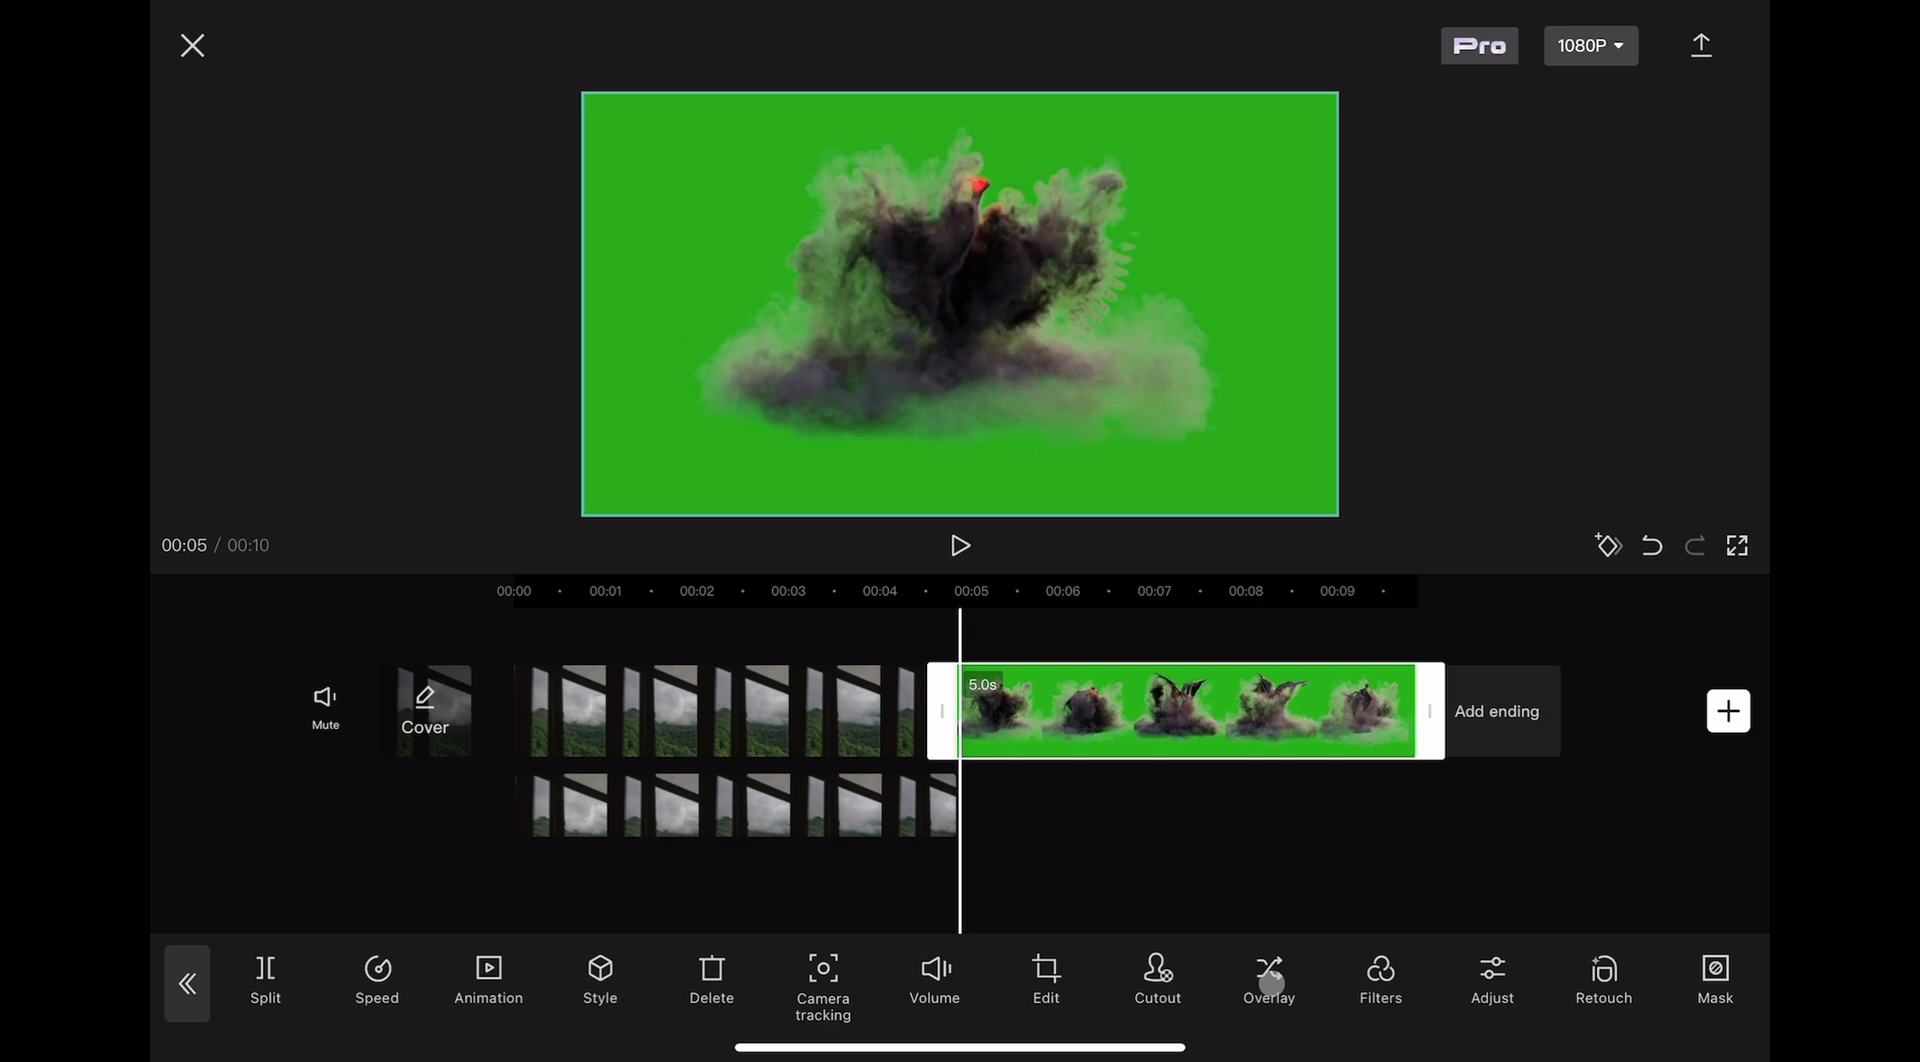 Pro 1080P
00:05 / 00:10
00:00 00:01 00:02 00:03 00:04 00:05 00:06 00:07 00:08 00:09
Mute
Cover
5.0s
Add ending
Split Speed Animation Style Delete Camera tracking Volume Edit Cutout Overlay Filters Adjust Retouch Mask